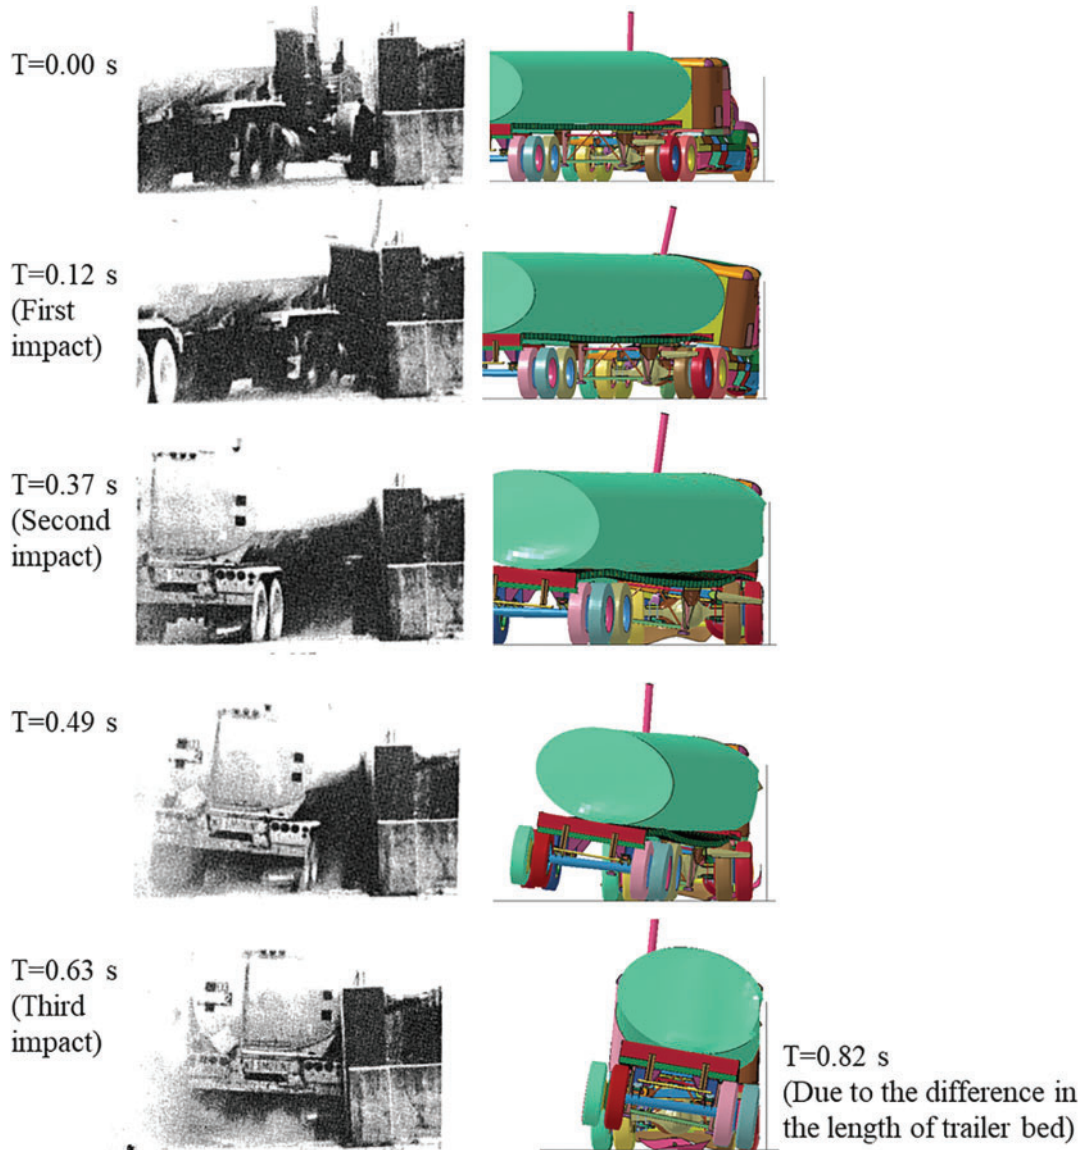 T=0.00 s
T=0.12 s
(First
impact)
T=0.37 s
(Second
impact)
T=0.49 s
T=0.63 s
(Third
impact)
T=0.82 s
(Due to the difference in
the length of trailer bed)